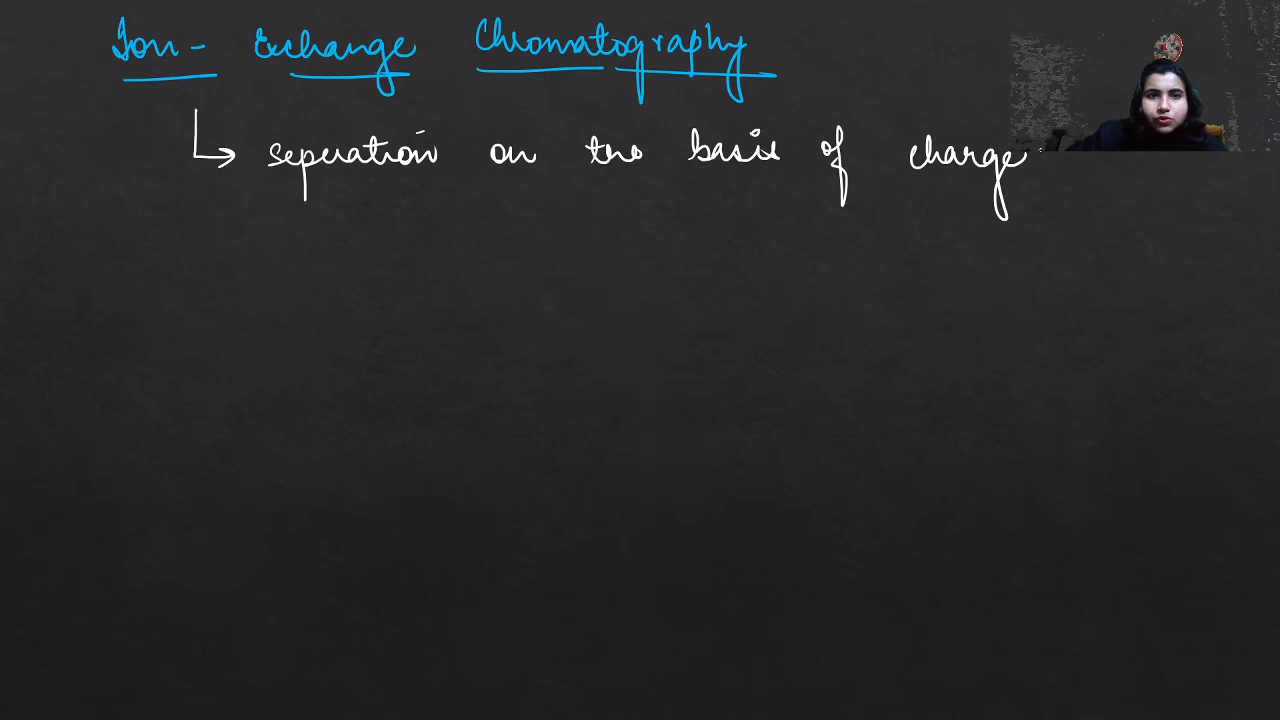 Ion- Exchange Chromatography
↳ seperation on the basis of charge